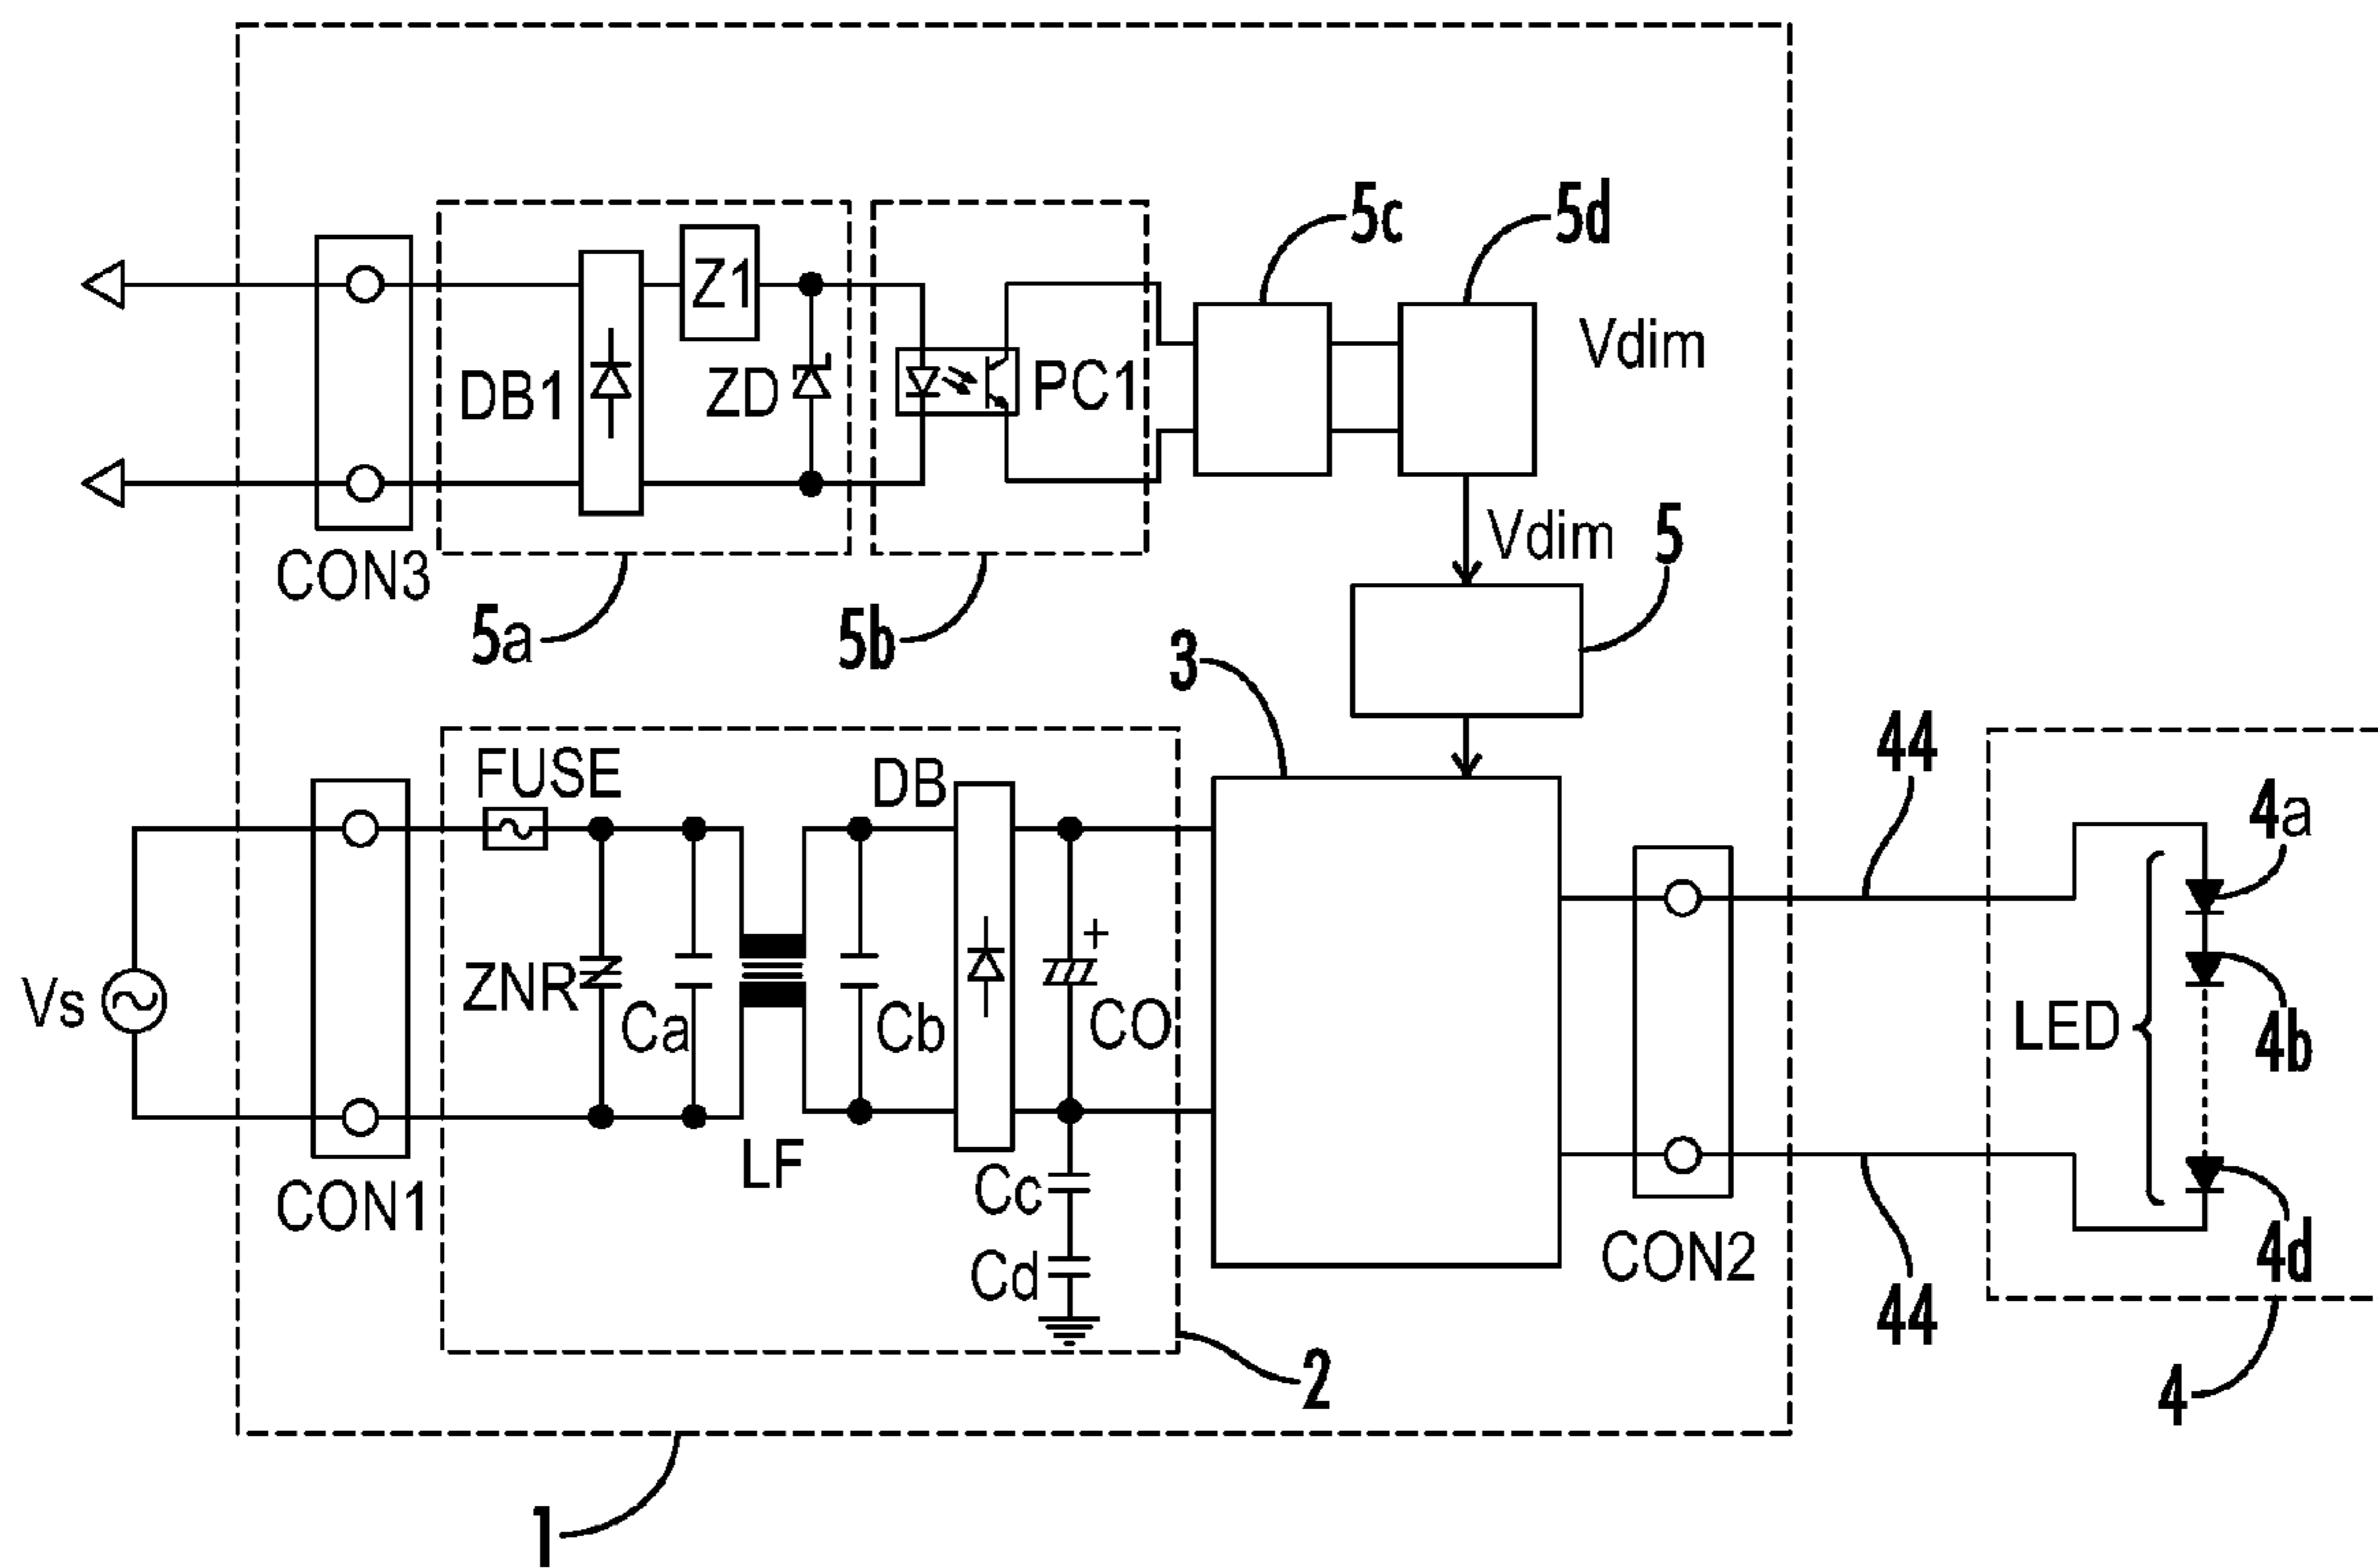 5c
5d
Z1
Vdim
DB1
ZD
PC1
Vdim
5
CON3
5a
5b
3
44
FUSE
DB
4a
+
ZNR
Vs
Ca
Cb
CO
LED
4b
LF
Cc
CON1
CON2
4d
Cd
44
2
4
1